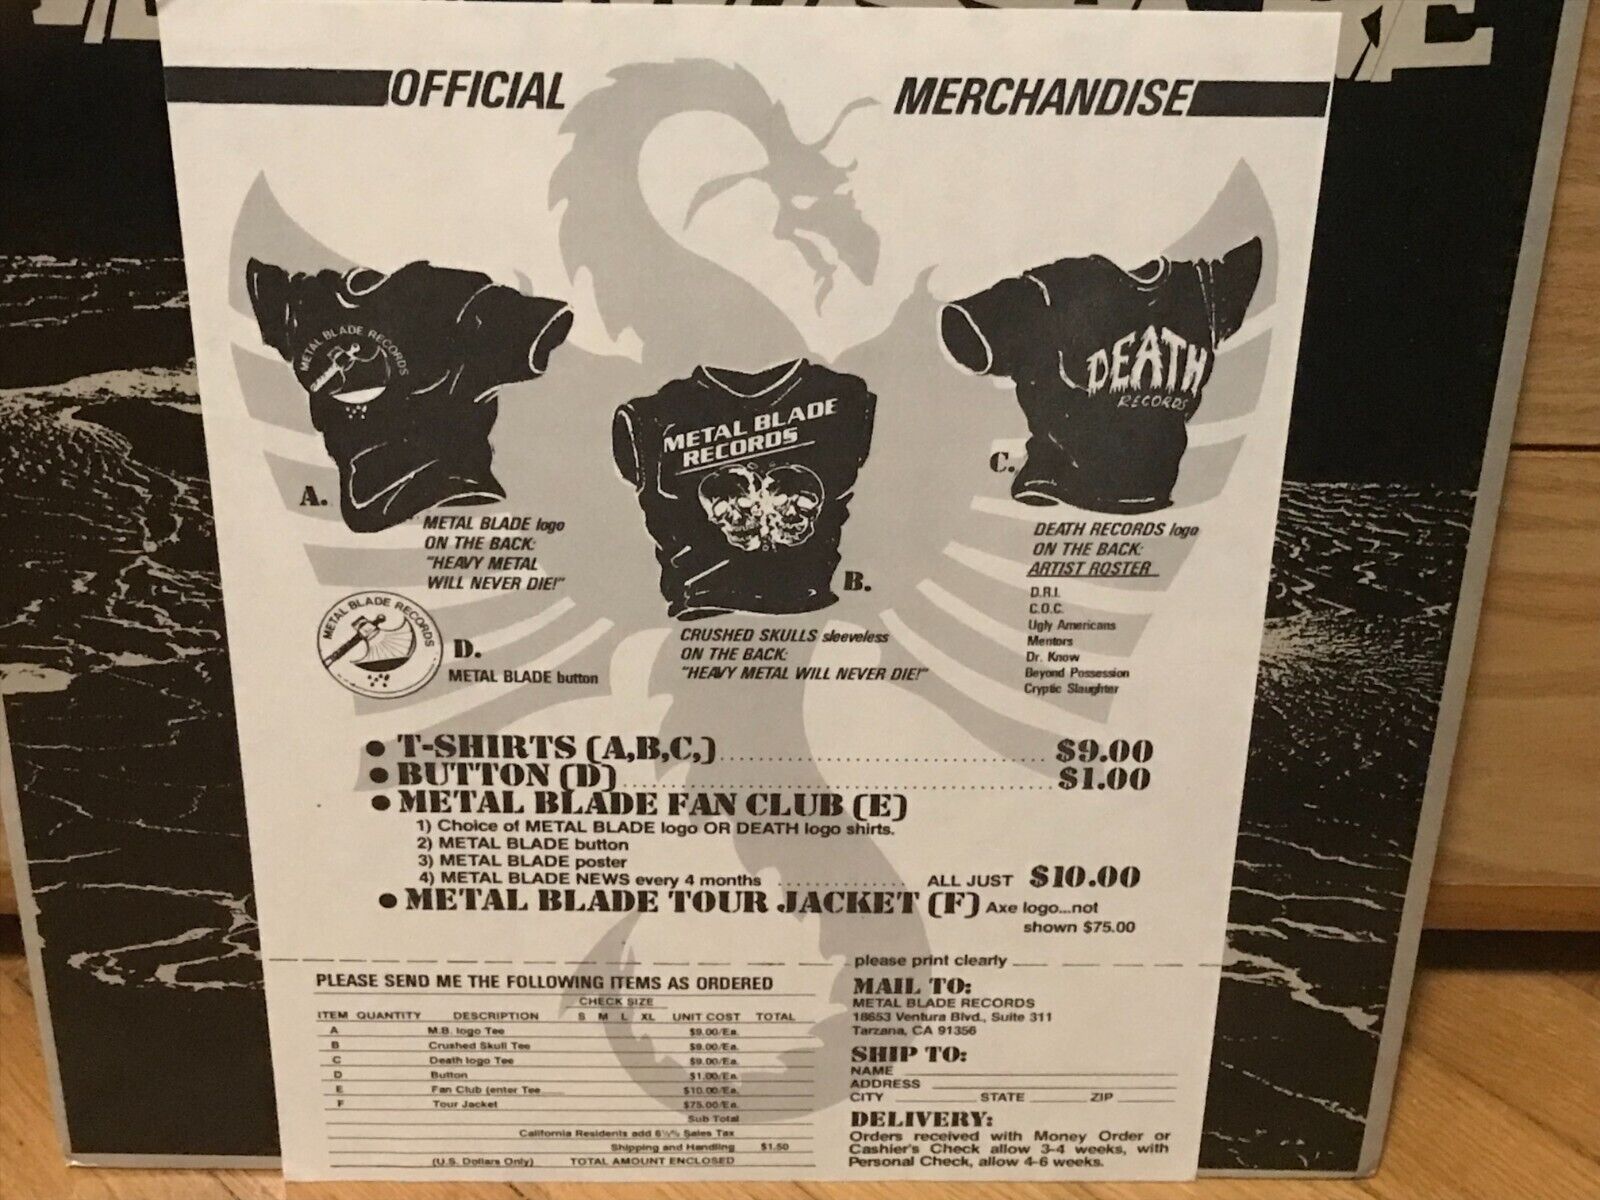 OFFICIAL MERCHANDISE
METAL BLADE RECORDS
METAL BLADE
RECORDS
DEATH
RECORDS
A.
METAL BLADE logo
ON THE BACK:
"HEAVY METAL
WILL NEVER DIE!"
B.
CRUSHED SKULLS sleeveless
ON THE BACK:
"HEAVY METAL WILL NEVER DIE!"
C.
DEATH RECORDS logo
ON THE BACK:
ARTIST ROSTER
D.R.I.
C.O.C.
Ugly Americans
Mentors
Dr. Know
Beyond Possession
Cryptic Slaughter
METAL BLADE RECORDS
D.
METAL BLADE button
• T-SHIRTS (A,B,C,) $9.00
• BUTTON (D) $1.00
• METAL BLADE FAN CLUB (E)
1) Choice of METAL BLADE logo OR DEATH logo shirts.
2) METAL BLADE button
3) METAL BLADE poster
4) METAL BLADE NEWS every 4 months ALL JUST $10.00
• METAL BLADE TOUR JACKET (F) Axe logo...not
shown $75.00
please print clearly
PLEASE SEND ME THE FOLLOWING ITEMS AS ORDERED
CHECK SIZE
ITEM QUANTITY DESCRIPTION S M L XL UNIT COST TOTAL
A M.B. logo Tee $9.00/Ea.
B Crushed Skull Tee $9.00/Ea.
C Death logo Tee $9.00/Ea.
D Button $1.00/Ea.
E Fan Club (enter Tee $10.00/Ea.
F Tour Jacket $75.00/Ea.
Sub Total
California Residents add 6½% Sales Tax
Shipping and Handling $1.50
(U.S. Dollars Only) TOTAL AMOUNT ENCLOSED
MAIL TO:
METAL BLADE RECORDS
18653 Ventura Blvd., Suite 311
Tarzana, CA 91356
SHIP TO:
NAME
ADDRESS
CITY STATE ZIP
DELIVERY:
Orders received with Money Order or
Cashier's Check allow 3-4 weeks, with
Personal Check, allow 4-6 weeks.